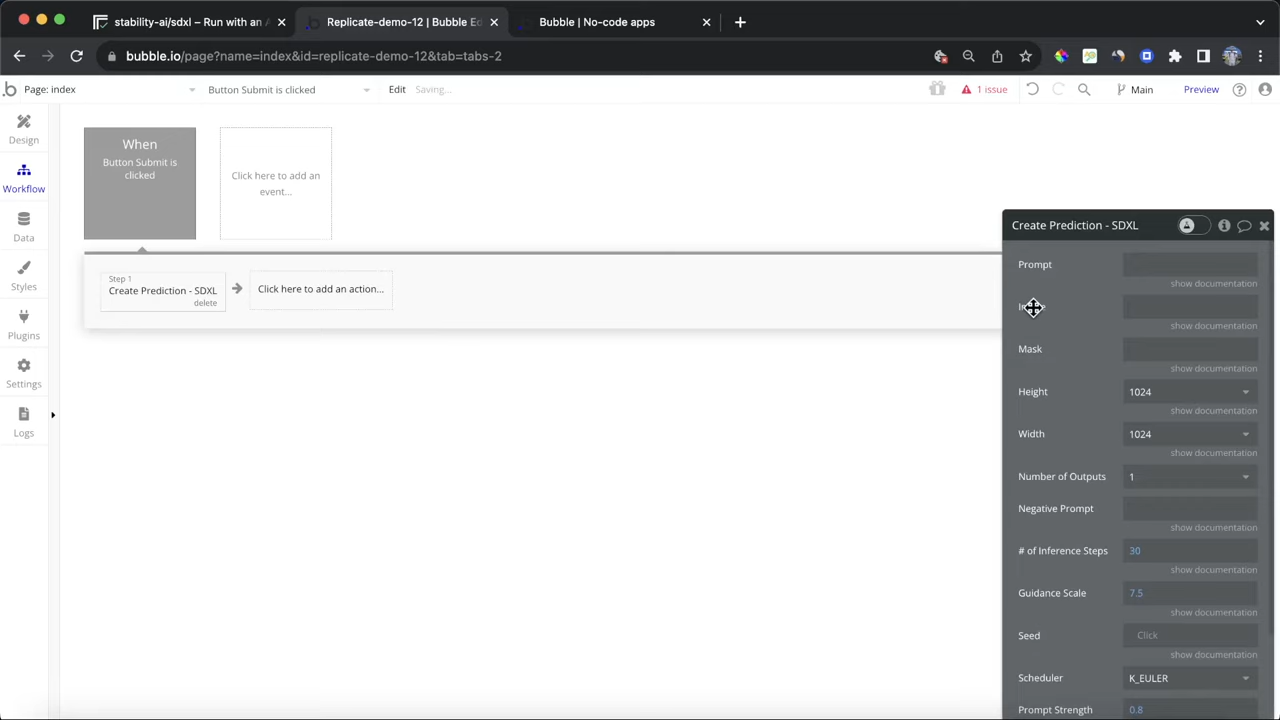 stability-ai/sdxl – Run with an A
Replicate-demo-12 | Bubble Ed
Bubble | No-code apps
bubble.io/page?name=index&id=replicate-demo-12&tab=tabs-2
Page: index
Button Submit is clicked
Edit
Saving...
1 issue
Main
Preview
Design
Workflow
Data
Styles
Plugins
Settings
Logs
When
Button Submit is
clicked
Click here to add an
event...
Step 1
Create Prediction - SDXL
delete
Click here to add an action...
Create Prediction - SDXL
Prompt
show documentation
show documentation
Mask
show documentation
Height
1024
show documentation
Width
1024
show documentation
Number of Outputs
1
show documentation
Negative Prompt
show documentation
# of Inference Steps
30
show documentation
Guidance Scale
7.5
show documentation
Seed
Click
show documentation
Scheduler
K_EULER
Prompt Strength
0.8